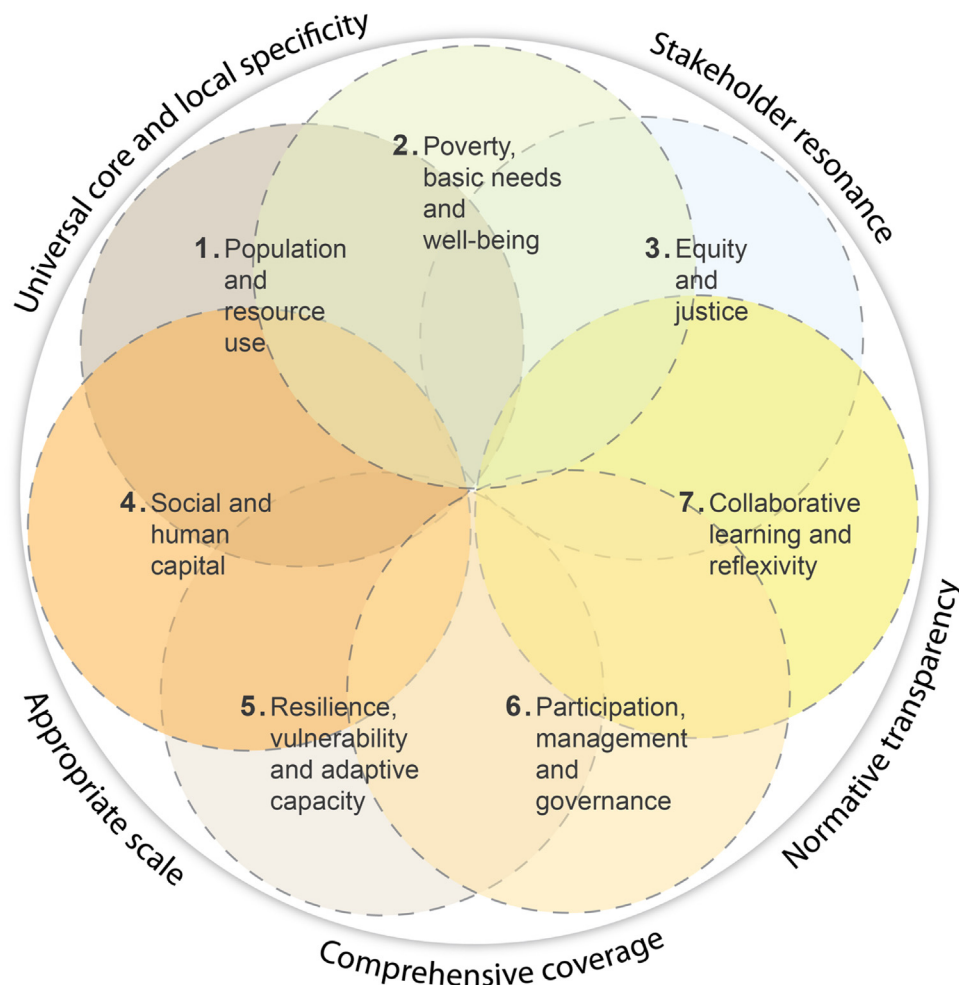 Universal core and local specificity
Stakeholder resonance
2. Poverty,
basic needs
and
well-being
1. Population
and
resource
use
3. Equity
and
justice
4. Social and
human
capital
7. Collaborative
learning and
reflexivity
5. Resilience,
vulnerability
and adaptive
capacity
6. Participation,
management
and
governance
Appropriate scale
Normative transparency
Comprehensive coverage